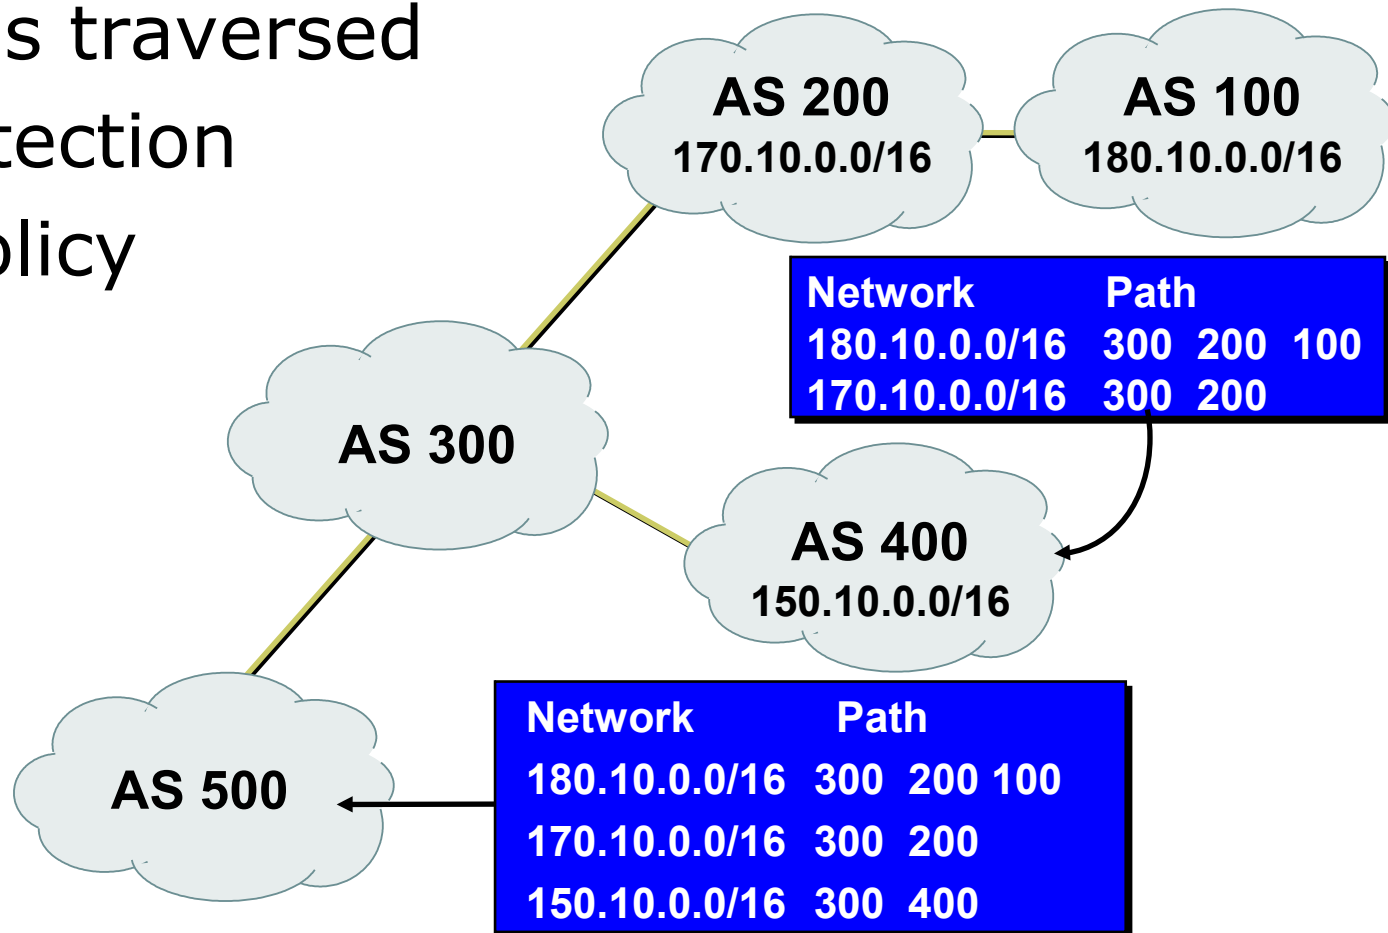 s traversed
tection
olicy
AS 200
170.10.0.0/16
AS 100
180.10.0.0/16
Network Path
180.10.0.0/16 300 200 100
170.10.0.0/16 300 200
AS 300
AS 400
150.10.0.0/16
AS 500
Network Path
180.10.0.0/16 300 200 100
170.10.0.0/16 300 200
150.10.0.0/16 300 400